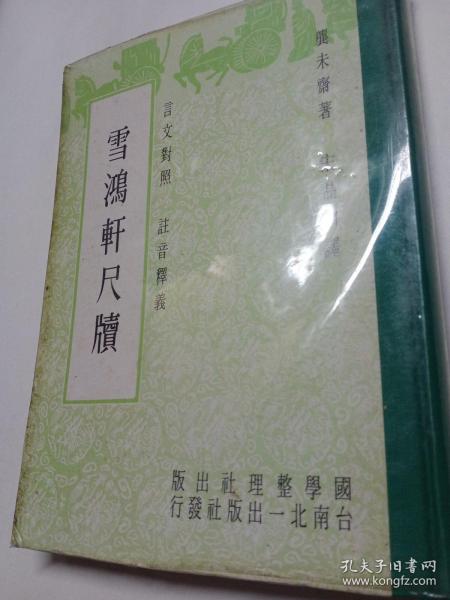 龔未齋著
言文對照 註音釋義
雪鴻軒尺牘
國學整理社出版
台南北一出版社發行
孔夫子旧书网
www.kongfz.com